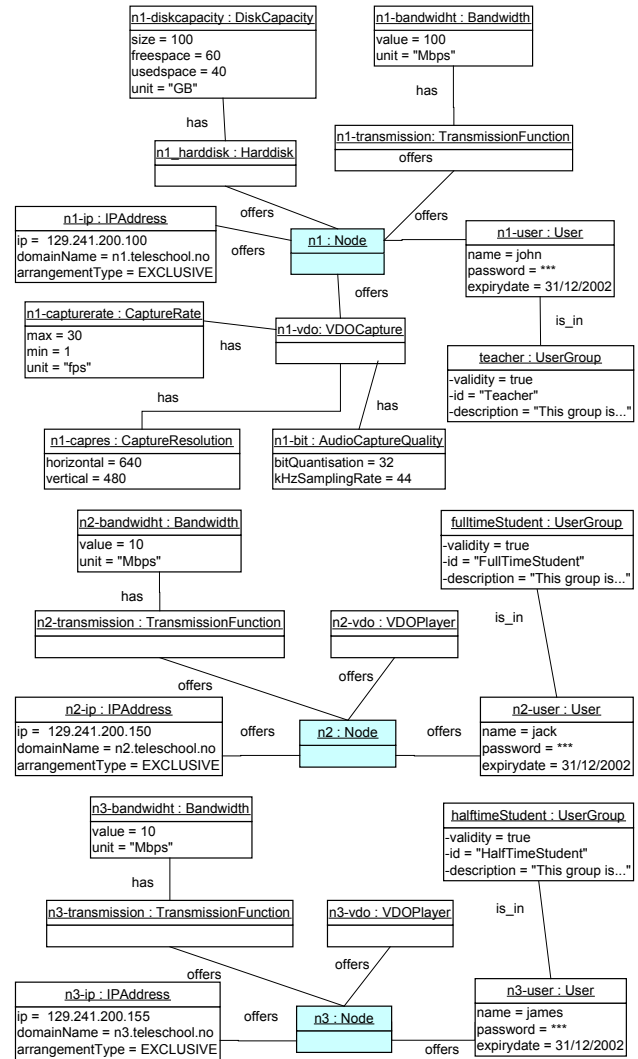 n1-diskcapacity : DiskCapacity
size = 100
freespace = 60
usedspace = 40
unit = "GB"
n1-bandwidht : Bandwidth
value = 100
unit = "Mbps"
has
has
n1_harddisk : Harddisk
n1-transmission: TransmissionFunction
offers
offers
offers
n1-ip : IPAddress
ip = 129.241.200.100
domainName = n1.teleschool.no
arrangementType = EXCLUSIVE
offers
n1 : Node
n1-user : User
name = john
password = ***
expirydate = 31/12/2002
offers
n1-capturerate : CaptureRate
max = 30
min = 1
unit = "fps"
has
n1-vdo: VDOCapture
is_in
teacher : UserGroup
-validity = true
-id = "Teacher"
-description = "This group is..."
has
has
n1-capres : CaptureResolution
horizontal = 640
vertical = 480
n1-bit : AudioCaptureQuality
bitQuantisation = 32
kHzSamplingRate = 44
n2-bandwidht : Bandwidth
value = 10
unit = "Mbps"
fulltimeStudent : UserGroup
-validity = true
-id = "FullTimeStudent"
-description = "This group is..."
has
n2-transmission : TransmissionFunction
n2-vdo : VDOPlayer
is_in
offers
offers
n2-ip : IPAddress
ip = 129.241.200.150
domainName = n2.teleschool.no
arrangementType = EXCLUSIVE
offers
n2 : Node
offers
n2-user : User
name = jack
password = ***
expirydate = 31/12/2002
n3-bandwidht : Bandwidth
value = 10
unit = "Mbps"
halftimeStudent : UserGroup
-validity = true
-id = "HalfTimeStudent"
-description = "This group is..."
has
n3-transmission : TransmissionFunction
n3-vdo : VDOPlayer
is_in
offers
offers
n3-ip : IPAddress
ip = 129.241.200.155
domainName = n3.teleschool.no
arrangementType = EXCLUSIVE
offers
n3 : Node
offers
n3-user : User
name = james
password = ***
expirydate = 31/12/2002